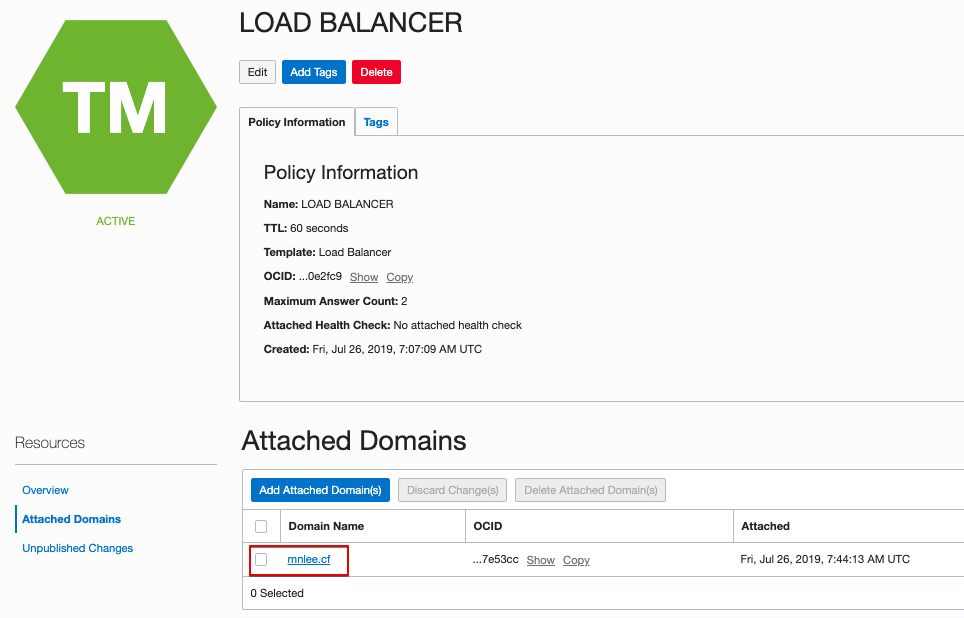 LOAD BALANCER
TM
ACTIVE
Edit Add Tags Delete
Policy Information Tags
Policy Information
Name: LOAD BALANCER
TTL: 60 seconds
Template: Load Balancer
OCID: ...0e2fc9 Show Copy
Maximum Answer Count: 2
Attached Health Check: No attached health check
Created: Fri, Jul 26, 2019, 7:07:09 AM UTC
Resources
Overview
Attached Domains
Unpublished Changes
Attached Domains
Add Attached Domain(s) Discard Change(s) Delete Attached Domain(s)
Domain Name OCID Attached
mnlee.cf ...7e53cc Show Copy Fri, Jul 26, 2019, 7:44:13 AM UTC
0 Selected